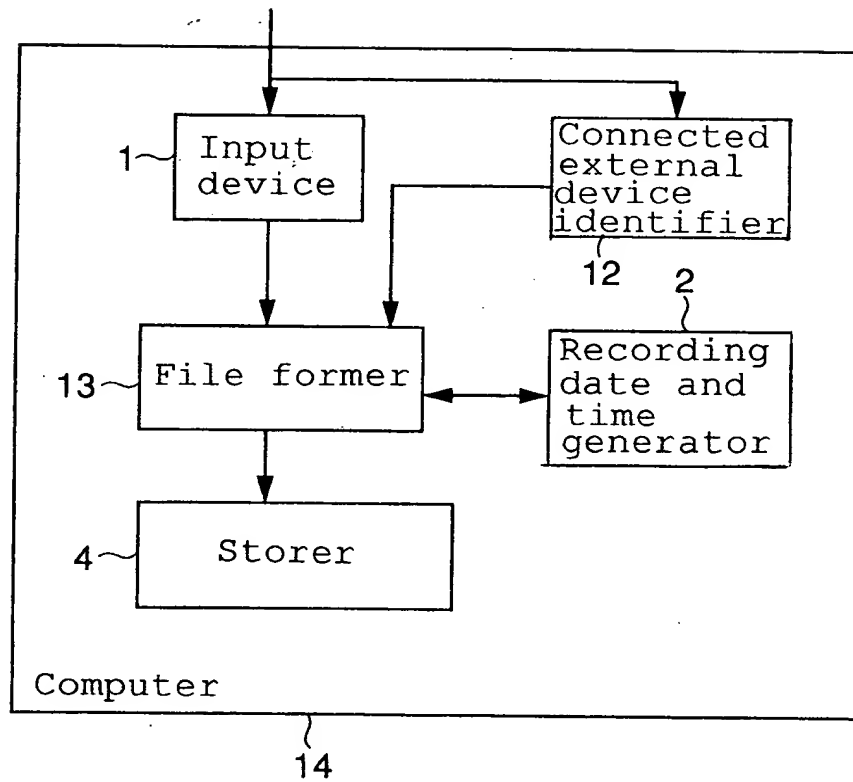 1
Input
device
Connected
external
device
identifier
12
2
13
File former
Recording
date and
time
generator
4
Storer
Computer
14